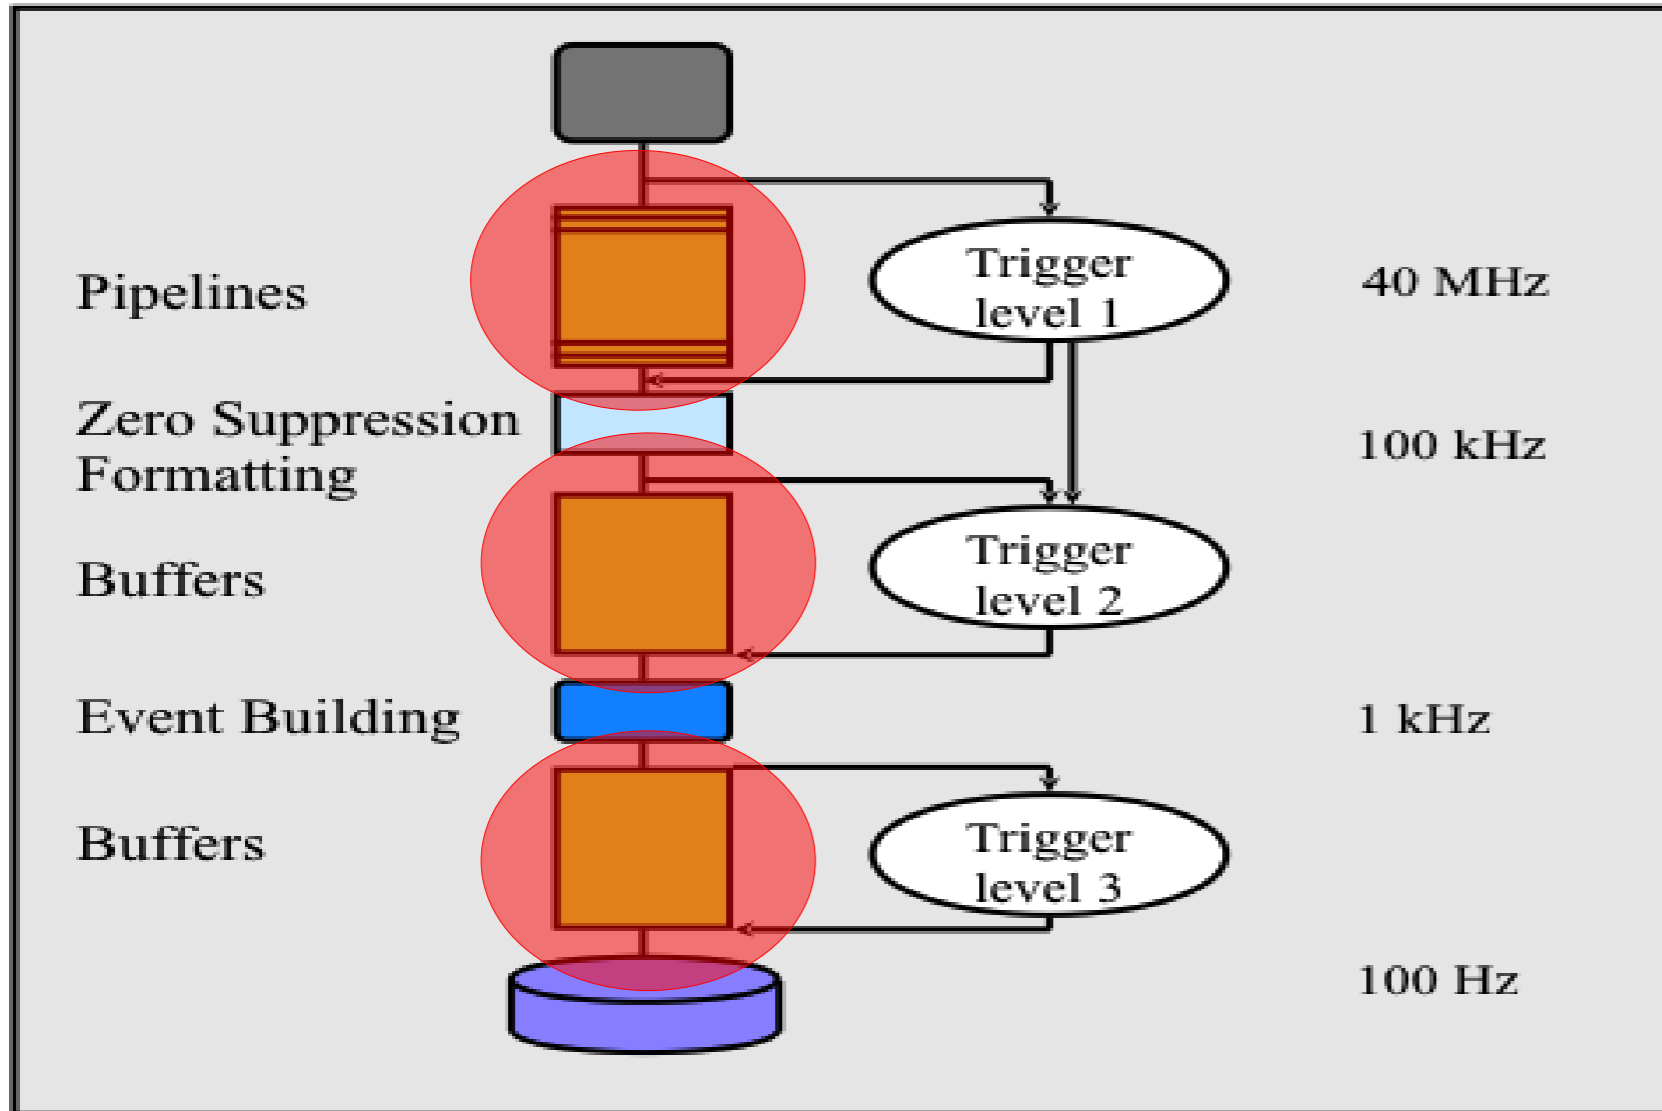 Pipelines
Trigger
level 1
40 MHz
Zero Suppression
Formatting
100 kHz
Buffers
Trigger
level 2
Event Building
1 kHz
Buffers
Trigger
level 3
100 Hz